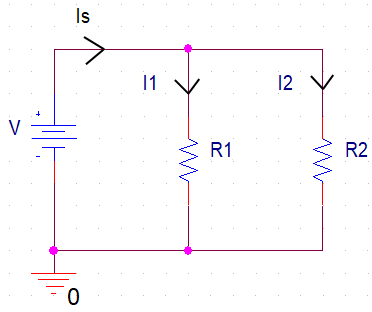 Is
I1
I2
+
V
R1
R2
-
0